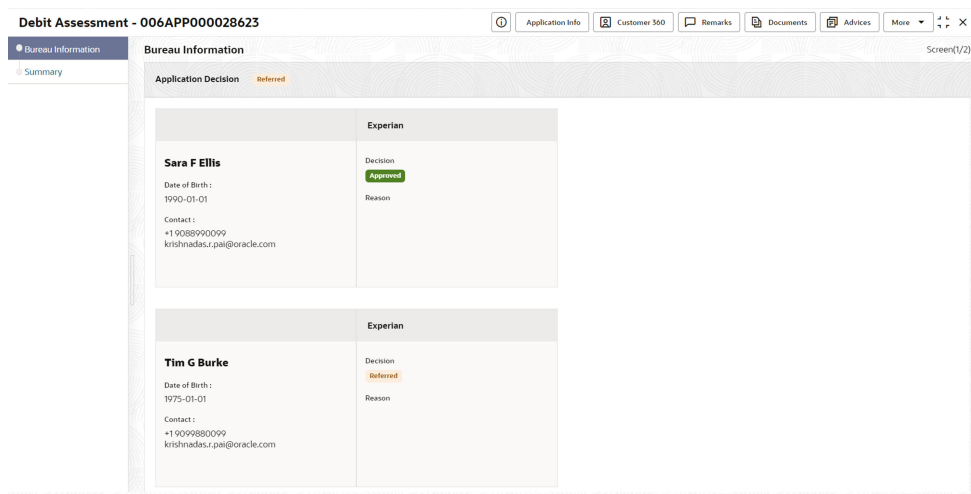 Debit Assessment - 006APP000028623
Application Info
Customer 360
Remarks
Documents
Advices
More
Bureau Information
Summary
Bureau Information
Screen(1/2)
Application Decision Referred
Experian
Sara F Ellis
Date of Birth :
1990-01-01
Contact :
+1 9088990099
krishnadas.r.pai@oracle.com
Decision
Approved
Reason
Experian
Tim G Burke
Date of Birth :
1975-01-01
Contact :
+1 9099880099
krishnadas.r.pai@oracle.com
Decision
Referred
Reason